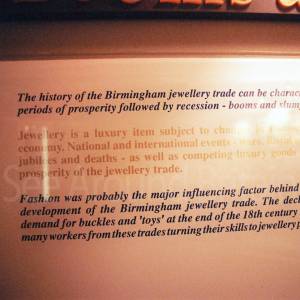 The history of the Birmingham jewellery trade can be
periods of prosperity followed by recession - booms and
Jewellery is a luxury item subject to
economy. National and international events -
jubilees and deaths - as well as competing luxury goods
prosperity of the jewellery trade.
Fashion was probably the major influencing factor behind
development of the Birmingham jewellery trade. The
demand for buckles and 'toys' at the end of the 18th century
many workers from these trades turning their skills to jewellery